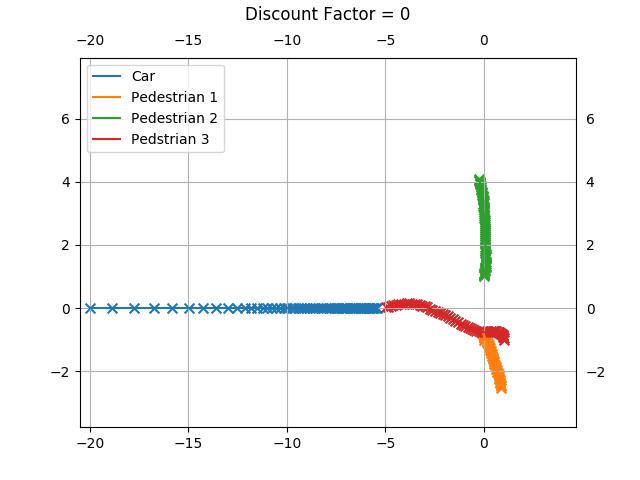 Discount Factor = 0
−20 −15 −10 −5 0
Car
Pedestrian 1
Pedestrian 2
Pedstrian 3
6 6
4 4
2 2
0 0
−2 −2
−20 −15 −10 −5 0